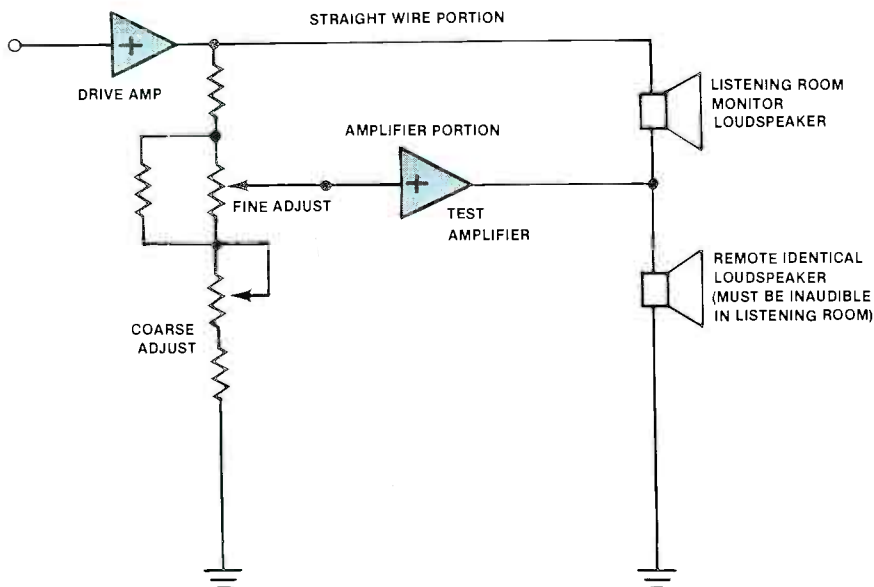 STRAIGHT WIRE PORTION
+
DRIVE AMP
LISTENING ROOM
MONITOR
LOUDSPEAKER
AMPLIFIER PORTION
+
FINE ADJUST
TEST
AMPLIFIER
REMOTE IDENTICAL
LOUDSPEAKER
(MUST BE INAUDIBLE
IN LISTENING ROOM)
COARSE
ADJUST